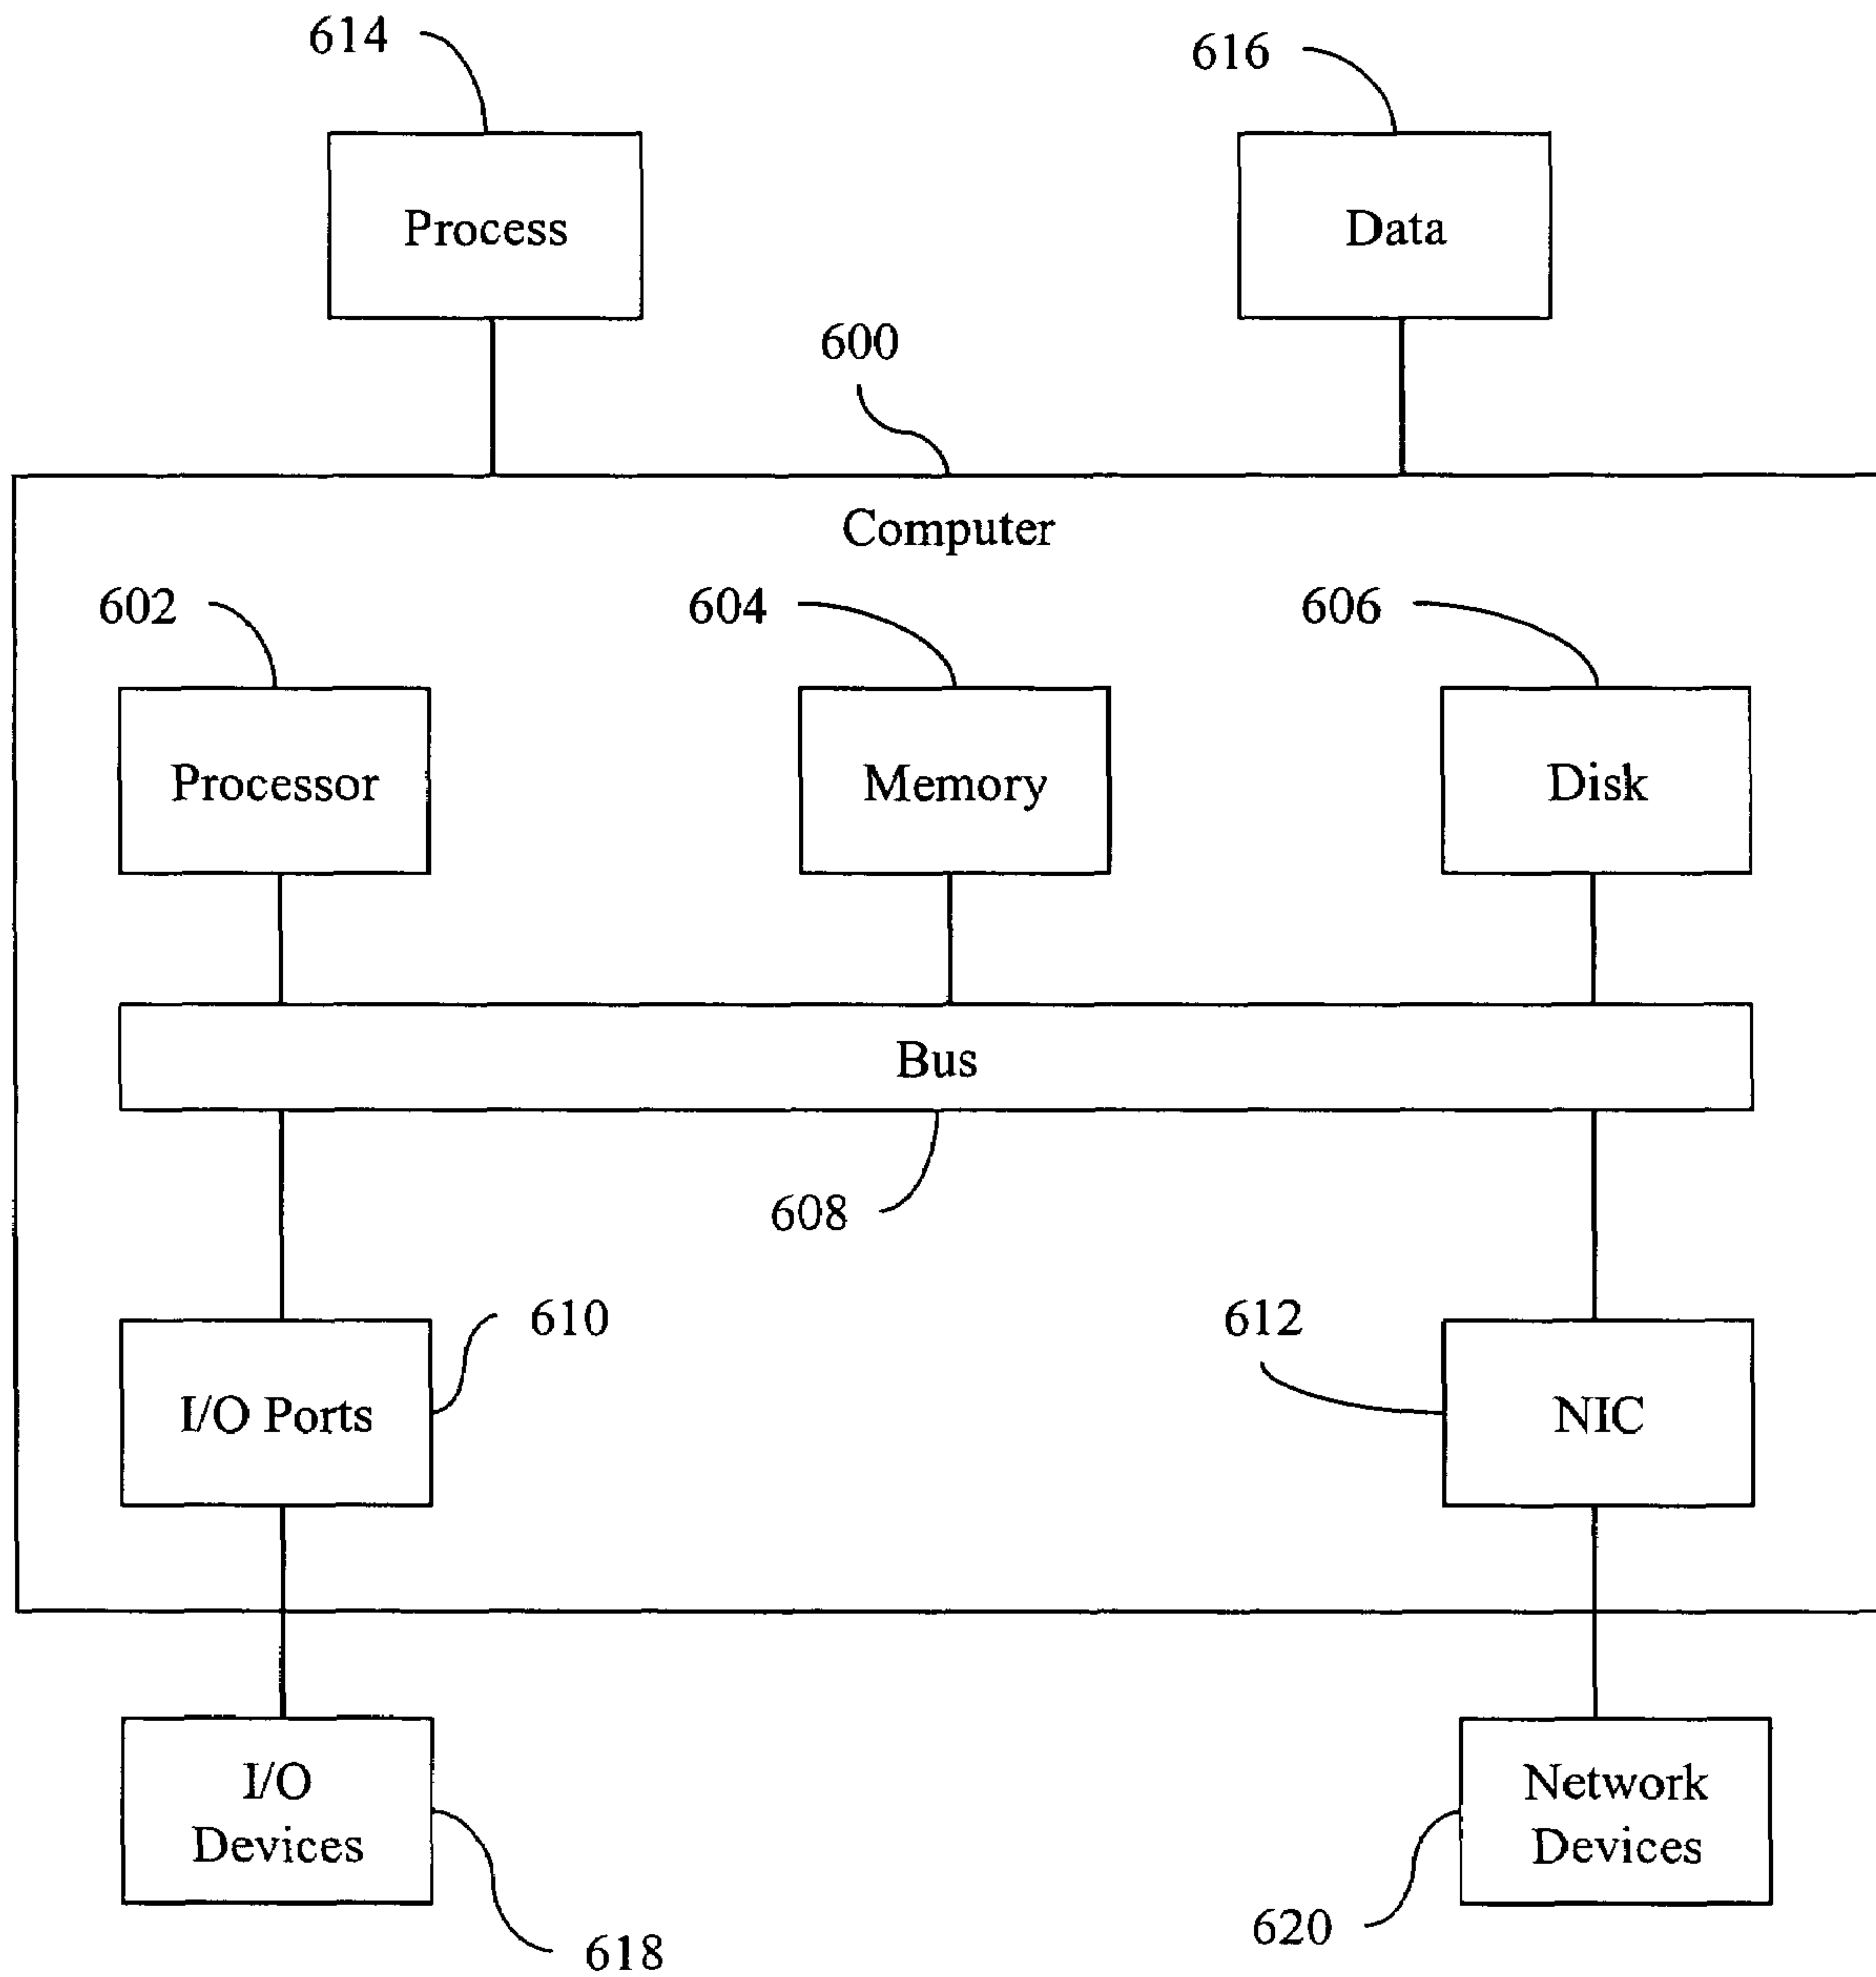 614
616
Process
Data
600
Computer
602
604
606
Processor
Memory
Disk
Bus
608
610
612
I/O Ports
NIC
I/O
Devices
Network
Devices
618
620